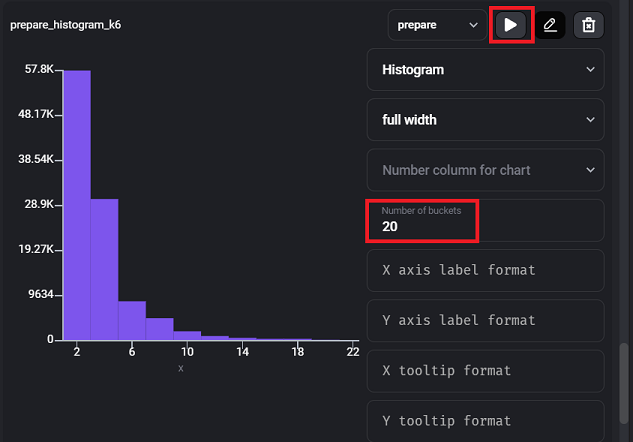 prepare_histogram_k6
prepare
57.8K
48.17K
38.54K
28.9K
19.27K
9634
0
2 6 10 14 18 22
x
Histogram
full width
Number column for chart
Number of buckets
20
X axis label format
Y axis label format
X tooltip format
Y tooltip format